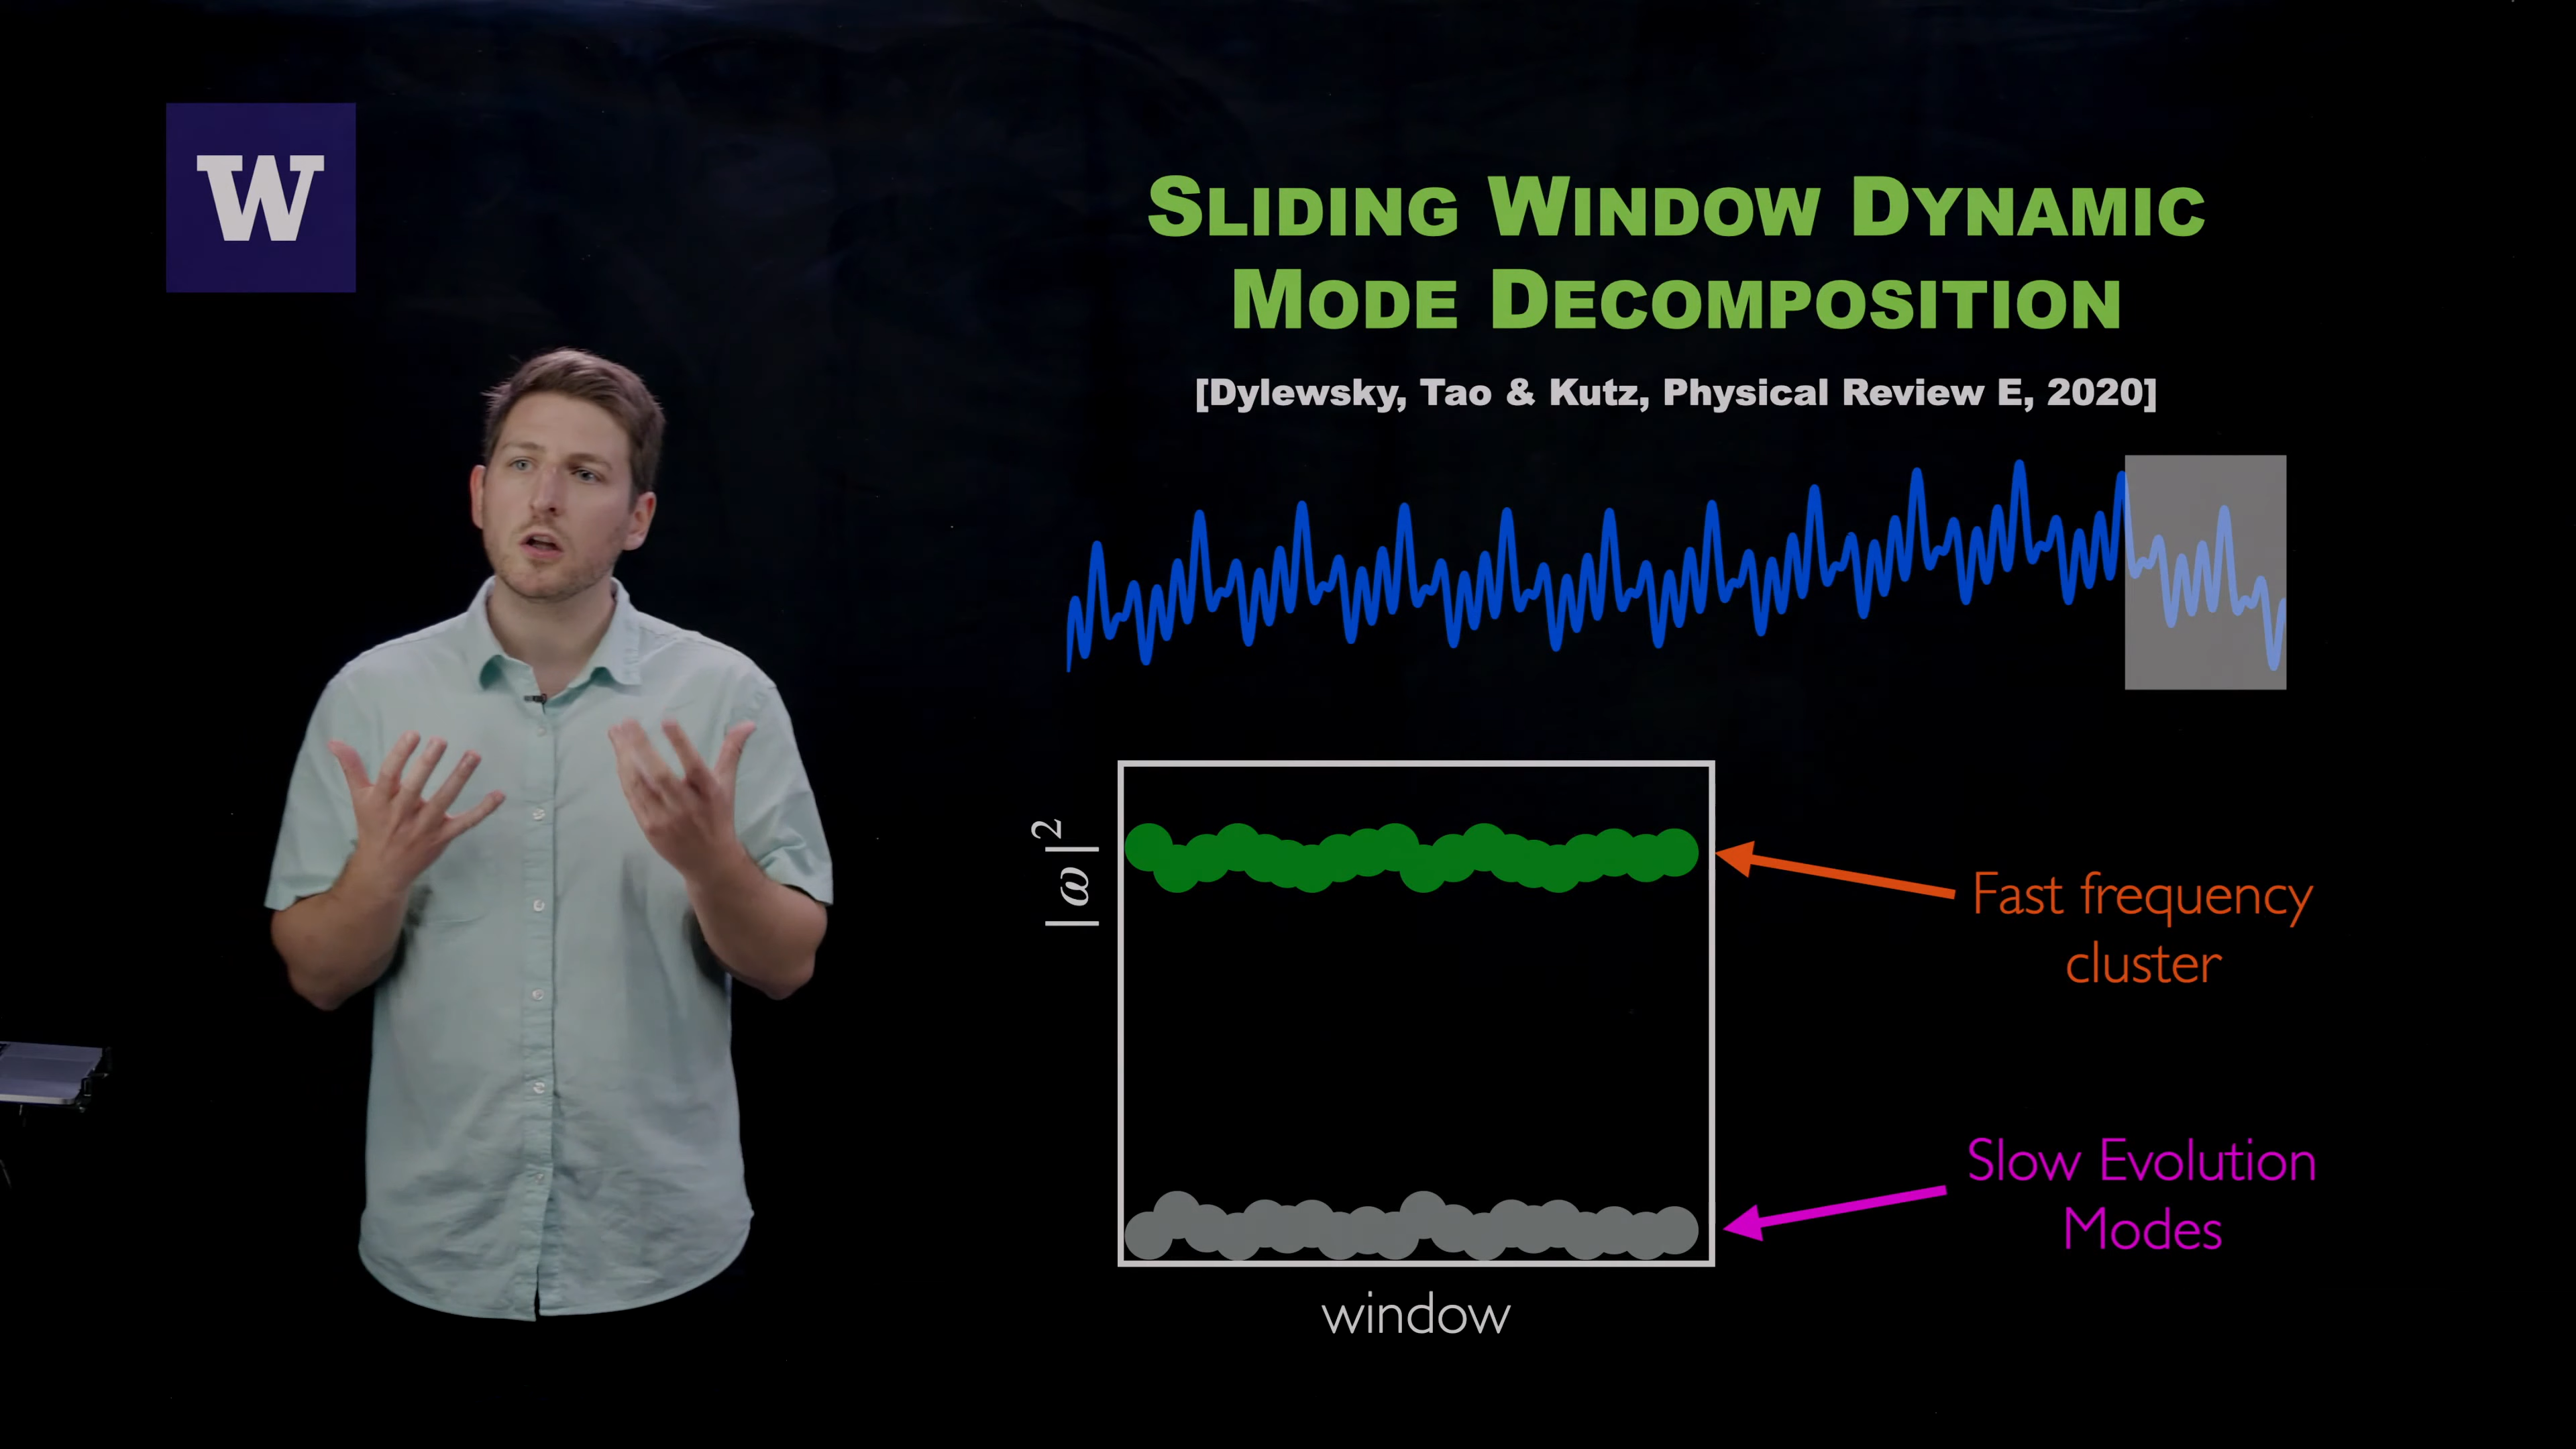 W
SLIDING WINDOW DYNAMIC
MODE DECOMPOSITION
[Dylewsky, Tao & Kutz, Physical Review E, 2020]
|ω|²
Fast frequency
cluster
Slow Evolution
Modes
window